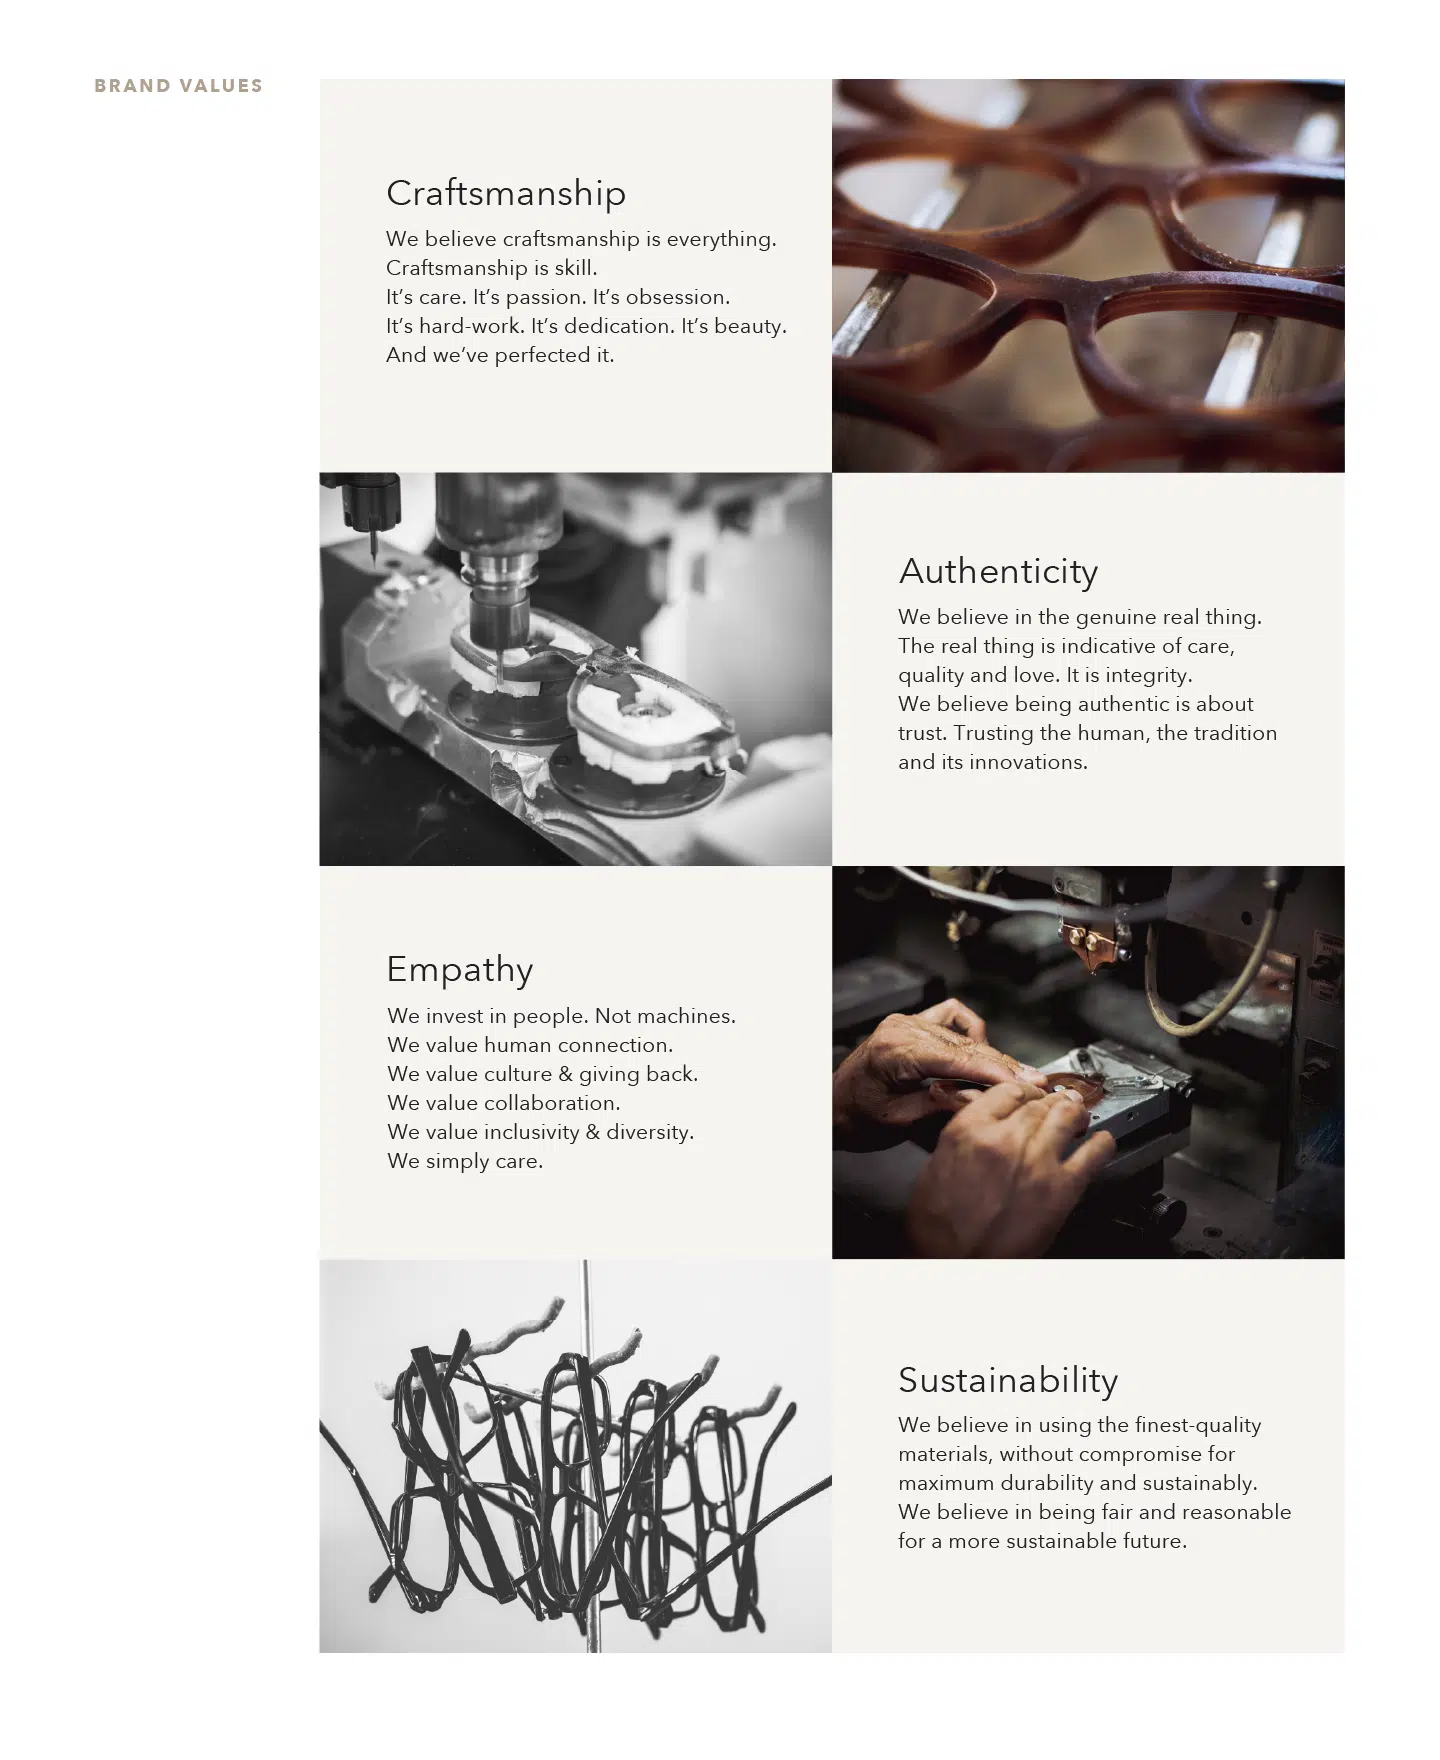 BRAND VALUES
Craftsmanship
We believe craftsmanship is everything.
Craftsmanship is skill.
It’s care. It’s passion. It’s obsession.
It’s hard-work. It’s dedication. It’s beauty.
And we’ve perfected it.
Authenticity
We believe in the genuine real thing.
The real thing is indicative of care,
quality and love. It is integrity.
We believe being authentic is about
trust. Trusting the human, the tradition
and its innovations.
Empathy
We invest in people. Not machines.
We value human connection.
We value culture & giving back.
We value collaboration.
We value inclusivity & diversity.
We simply care.
Sustainability
We believe in using the finest-quality
materials, without compromise for
maximum durability and sustainably.
We believe in being fair and reasonable
for a more sustainable future.